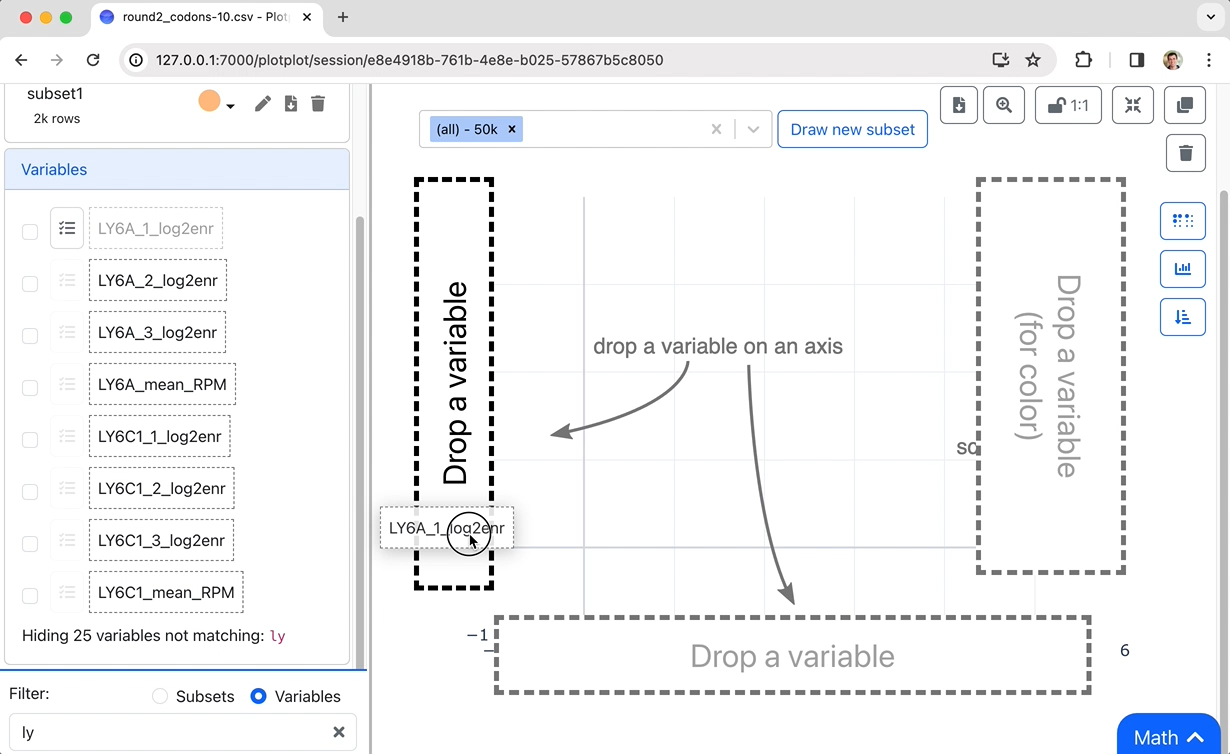 round2_codons-10.csv - Plot
127.0.0.1:7000/plotplot/session/e8e4918b-761b-4e8e-b025-57867b5c8050
subset1
2k rows
Variables
LY6A_1_log2enr
LY6A_2_log2enr
LY6A_3_log2enr
LY6A_mean_RPM
LY6C1_1_log2enr
LY6C1_2_log2enr
LY6C1_3_log2enr
LY6C1_mean_RPM
Hiding 25 variables not matching: ly
Filter:
Subsets
Variables
ly
(all) - 50k
Draw new subset
1:1
Drop a variable
drop a variable on an axis
Drop a variable
(for color)
LY6A_1_log2enr
−1
Drop a variable
6
Math